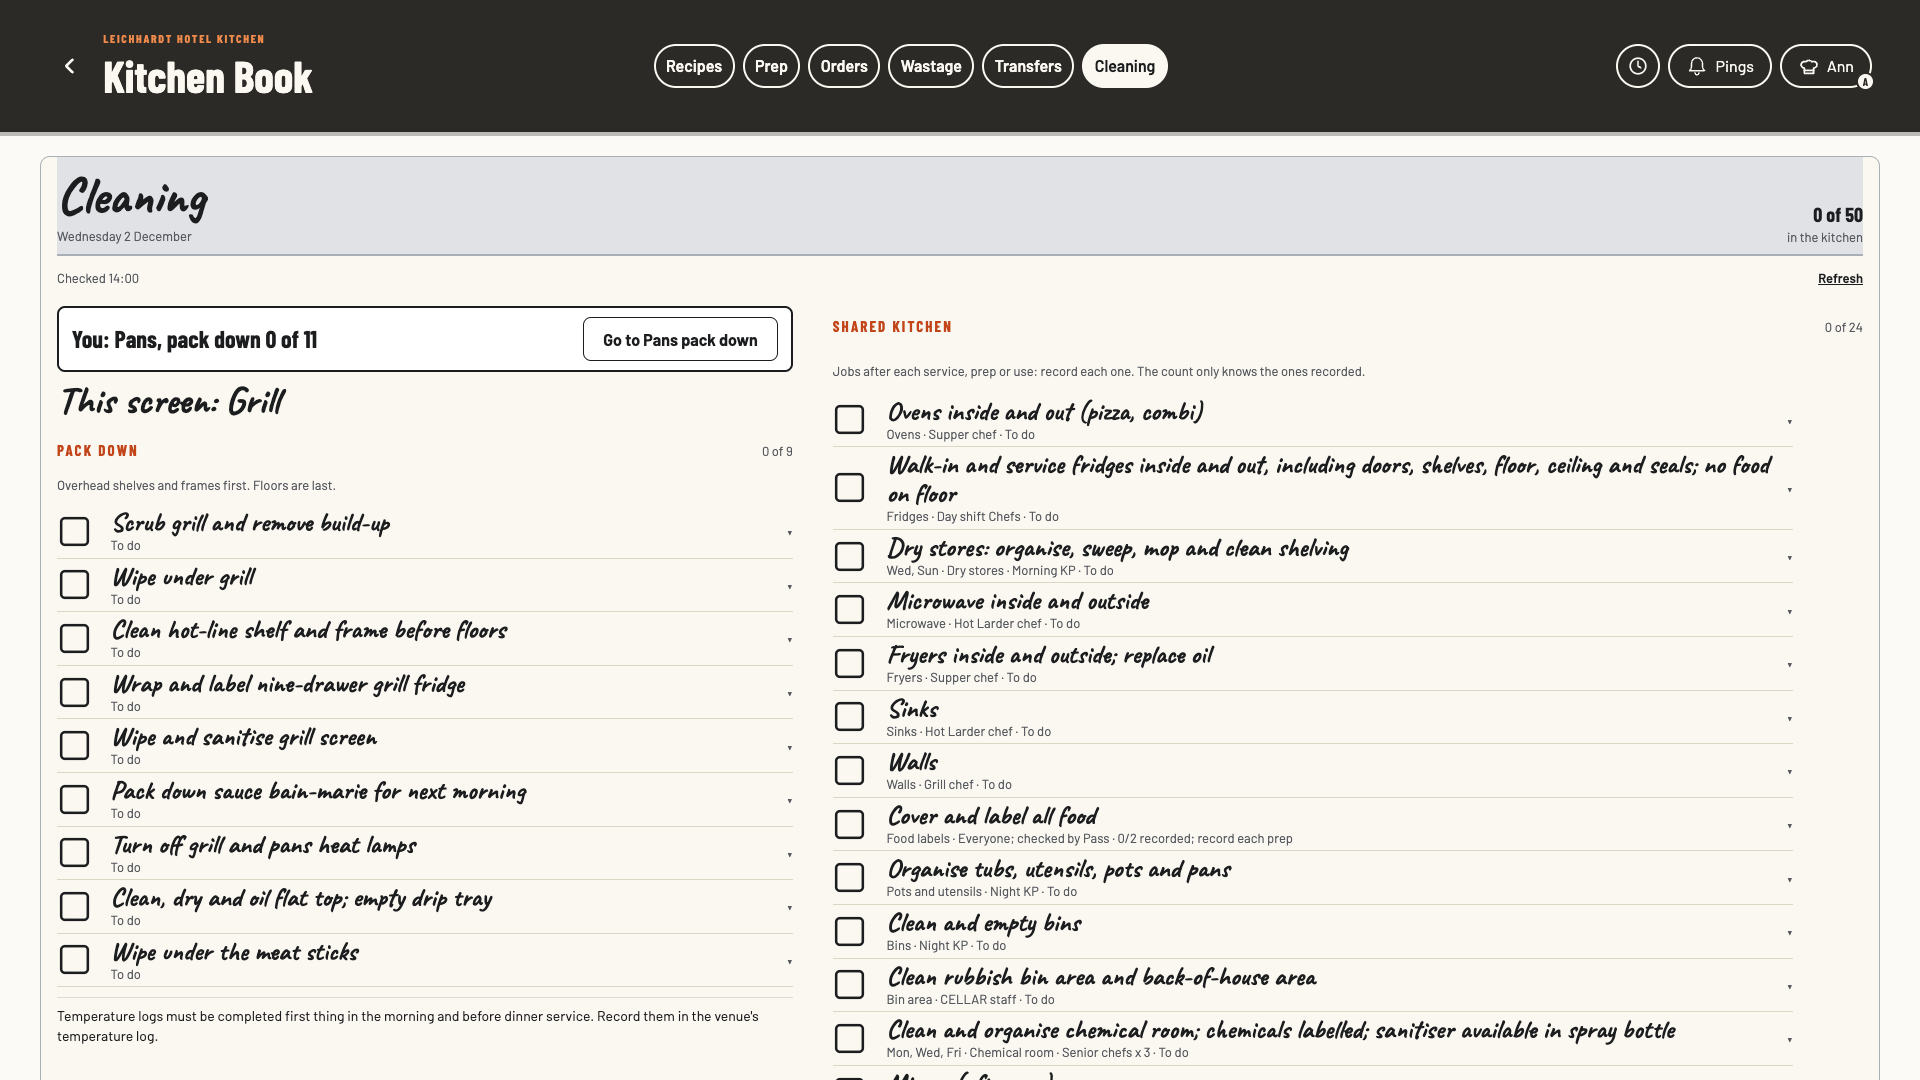 LEICHHARDT HOTEL KITCHEN
Kitchen Book
Recipes
Prep
Orders
Wastage
Transfers
Cleaning
Pings
Ann
A
Cleaning
Wednesday 2 December
0 of 50
in the kitchen
Checked 14:00
Refresh
You: Pans, pack down 0 of 11
Go to Pans pack down
This screen: Grill
PACK DOWN
0 of 9
Overhead shelves and frames first. Floors are last.
Scrub grill and remove build-up
To do
Wipe under grill
To do
Clean hot-line shelf and frame before floors
To do
Wrap and label nine-drawer grill fridge
To do
Wipe and sanitise grill screen
To do
Pack down sauce bain-marie for next morning
To do
Turn off grill and pans heat lamps
To do
Clean, dry and oil flat top; empty drip tray
To do
Wipe under the meat sticks
To do
Temperature logs must be completed first thing in the morning and before dinner service. Record them in the venue's
temperature log.
SHARED KITCHEN
0 of 24
Jobs after each service, prep or use: record each one. The count only knows the ones recorded.
Ovens inside and out (pizza, combi)
Ovens · Supper chef · To do
Walk-in and service fridges inside and out, including doors, shelves, floor, ceiling and seals; no food
on floor
Fridges · Day shift Chefs · To do
Dry stores: organise, sweep, mop and clean shelving
Wed, Sun · Dry stores · Morning KP · To do
Microwave inside and outside
Microwave · Hot Larder chef · To do
Fryers inside and outside; replace oil
Fryers · Supper chef · To do
Sinks
Sinks · Hot Larder chef · To do
Walls
Walls · Grill chef · To do
Cover and label all food
Food labels · Everyone; checked by Pass · 0/2 recorded; record each prep
Organise tubs, utensils, pots and pans
Pots and utensils · Night KP · To do
Clean and empty bins
Bins · Night KP · To do
Clean rubbish bin area and back-of-house area
Bin area · CELLAR staff · To do
Clean and organise chemical room; chemicals labelled; sanitiser available in spray bottle
Mon, Wed, Fri · Chemical room · Senior chefs x 3 · To do